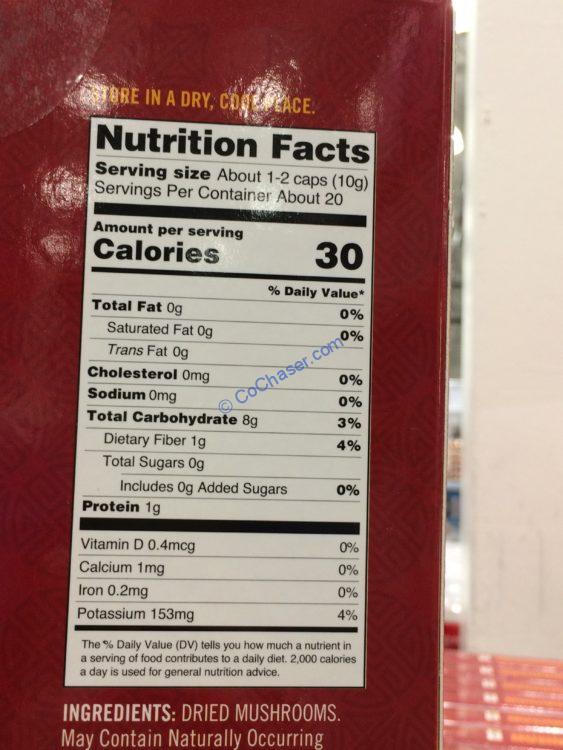 STORE IN A DRY, COOL PLACE.
Nutrition Facts
Serving size About 1-2 caps (10g)
Servings Per Container About 20
Amount per serving
Calories 30
% Daily Value*
Total Fat 0g 0%
Saturated Fat 0g 0%
Trans Fat 0g
Cholesterol 0mg 0%
Sodium 0mg 0%
Total Carbohydrate 8g 3%
Dietary Fiber 1g 4%
Total Sugars 0g
Includes 0g Added Sugars 0%
Protein 1g
Vitamin D 0.4mcg 0%
Calcium 1mg 0%
Iron 0.2mg 0%
Potassium 153mg 4%
The % Daily Value (DV) tells you how much a nutrient in
a serving of food contributes to a daily diet. 2,000 calories
a day is used for general nutrition advice.
INGREDIENTS: DRIED MUSHROOMS.
May Contain Naturally Occurring
© CoChaser.com